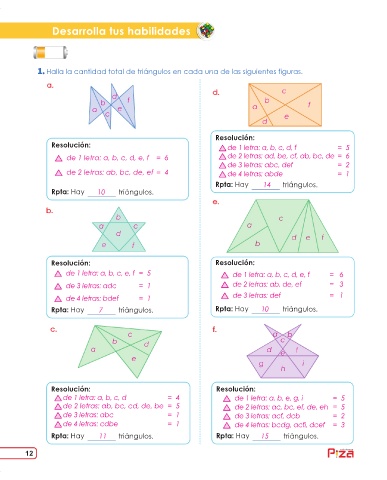 Desarrolla tus habilidades
1. Halla la cantidad total de triángulos en cada una de las siguientes figuras.
a.
a b c d e f
Resolución:
de 1 letra: a, b, c, d, e, f = 6
de 2 letras: ab, bc, de, ef = 4
Rpta: Hay 10 triángulos.
b.
b
a c
d
e f
Resolución:
de 1 letra: a, b, c, e, f = 5
de 3 letras: adc = 1
de 4 letras: bdef = 1
Rpta: Hay 7 triángulos.
c.
c
b d
a
e
Resolución:
de 1 letra: a, b, c, d = 4
de 2 letras: ab, bc, cd, de, be = 5
de 3 letras: abc = 1
de 4 letras: cdbe = 1
Rpta: Hay 11 triángulos.
d.
c
b
a f
e
d
Resolución:
de 1 letra: a, b, c, d, f = 5
de 2 letras: ad, be, cf, ab, bc, de = 6
de 3 letras: abc, def = 2
de 4 letras: abde = 1
Rpta: Hay 14 triángulos.
e.
c
a
d e f
b
Resolución:
de 1 letra: a, b, c, d, e, f = 6
de 2 letras: ab, de, ef = 3
de 3 letras: def = 1
Rpta: Hay 10 triángulos.
f.
a b
c
d e
g i
h
Resolución:
de 1 letra: a, b, e, g, i = 5
de 2 letras: ac, bc, ef, de, eh = 5
de 3 letras: acf, dcb = 2
de 4 letras: bcdg, acfi, dcef = 3
Rpta: Hay 15 triángulos.
12